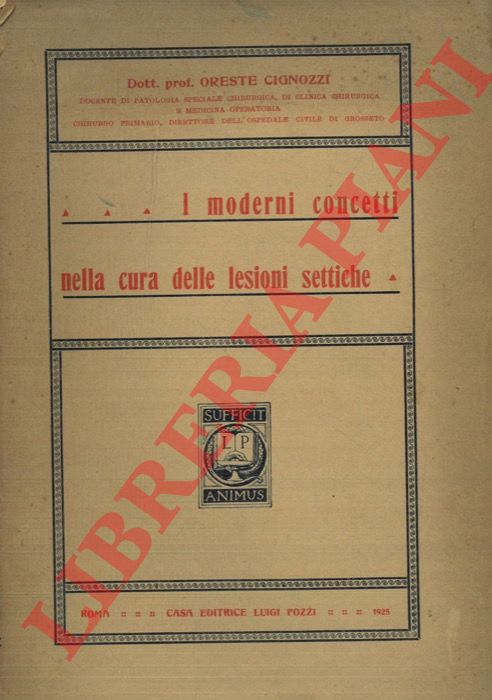 Dott. prof. ORESTE CIGNOZZI
DOCENTE DI PATOLOGIA SPECIALE CHIRURGICA, DI CLINICA CHIRURGICA
E MEDICINA OPERATORIA
CHIRURGO PRIMARIO, DIRETTORE DELL'OSPEDALE CIVILE DI GROSSETO
I moderni concetti
nella cura delle lesioni settiche
SUFFICIT
L P
ANIMUS
ROMA : : : : CASA EDITRICE LUIGI POZZI : : : : 1925
LIBRERIA PIANI